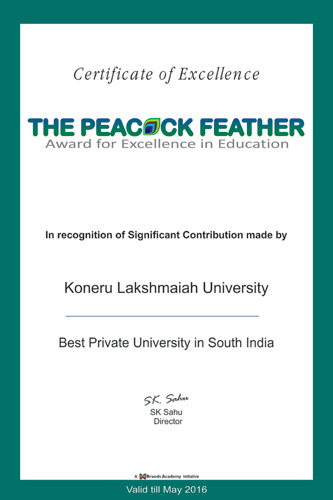 Certificate of Excellence
THE PEACOCK FEATHER
Award for Excellence in Education
In recognition of Significant Contribution made by
Koneru Lakshmaiah University
Best Private University in South India
SK. Sahu
SK Sahu
Director
A Brands Academy Initiative
Valid till May 2016